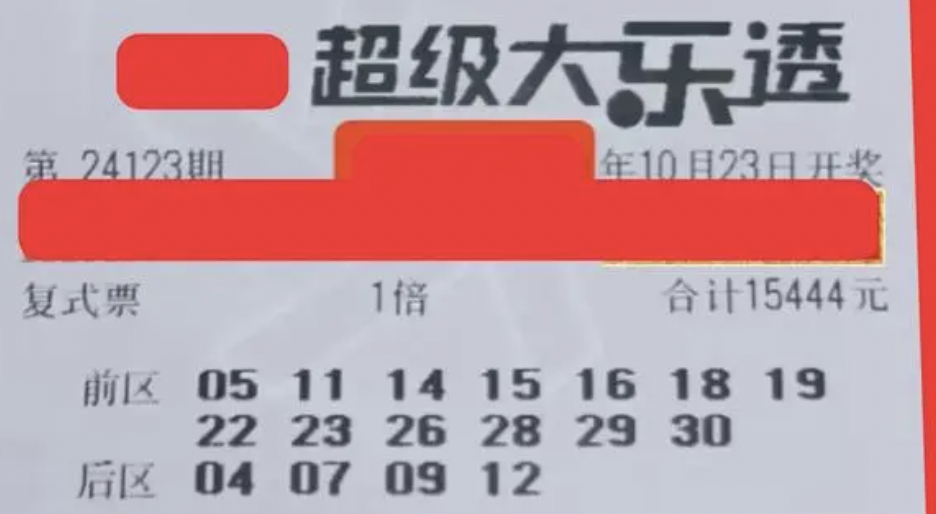 超级大乐透
第 24123期 年10月23日开奖
复式票 1倍 合计15444元
前区 05 11 14 15 16 18 19
22 23 26 28 29 30
后区 04 07 09 12